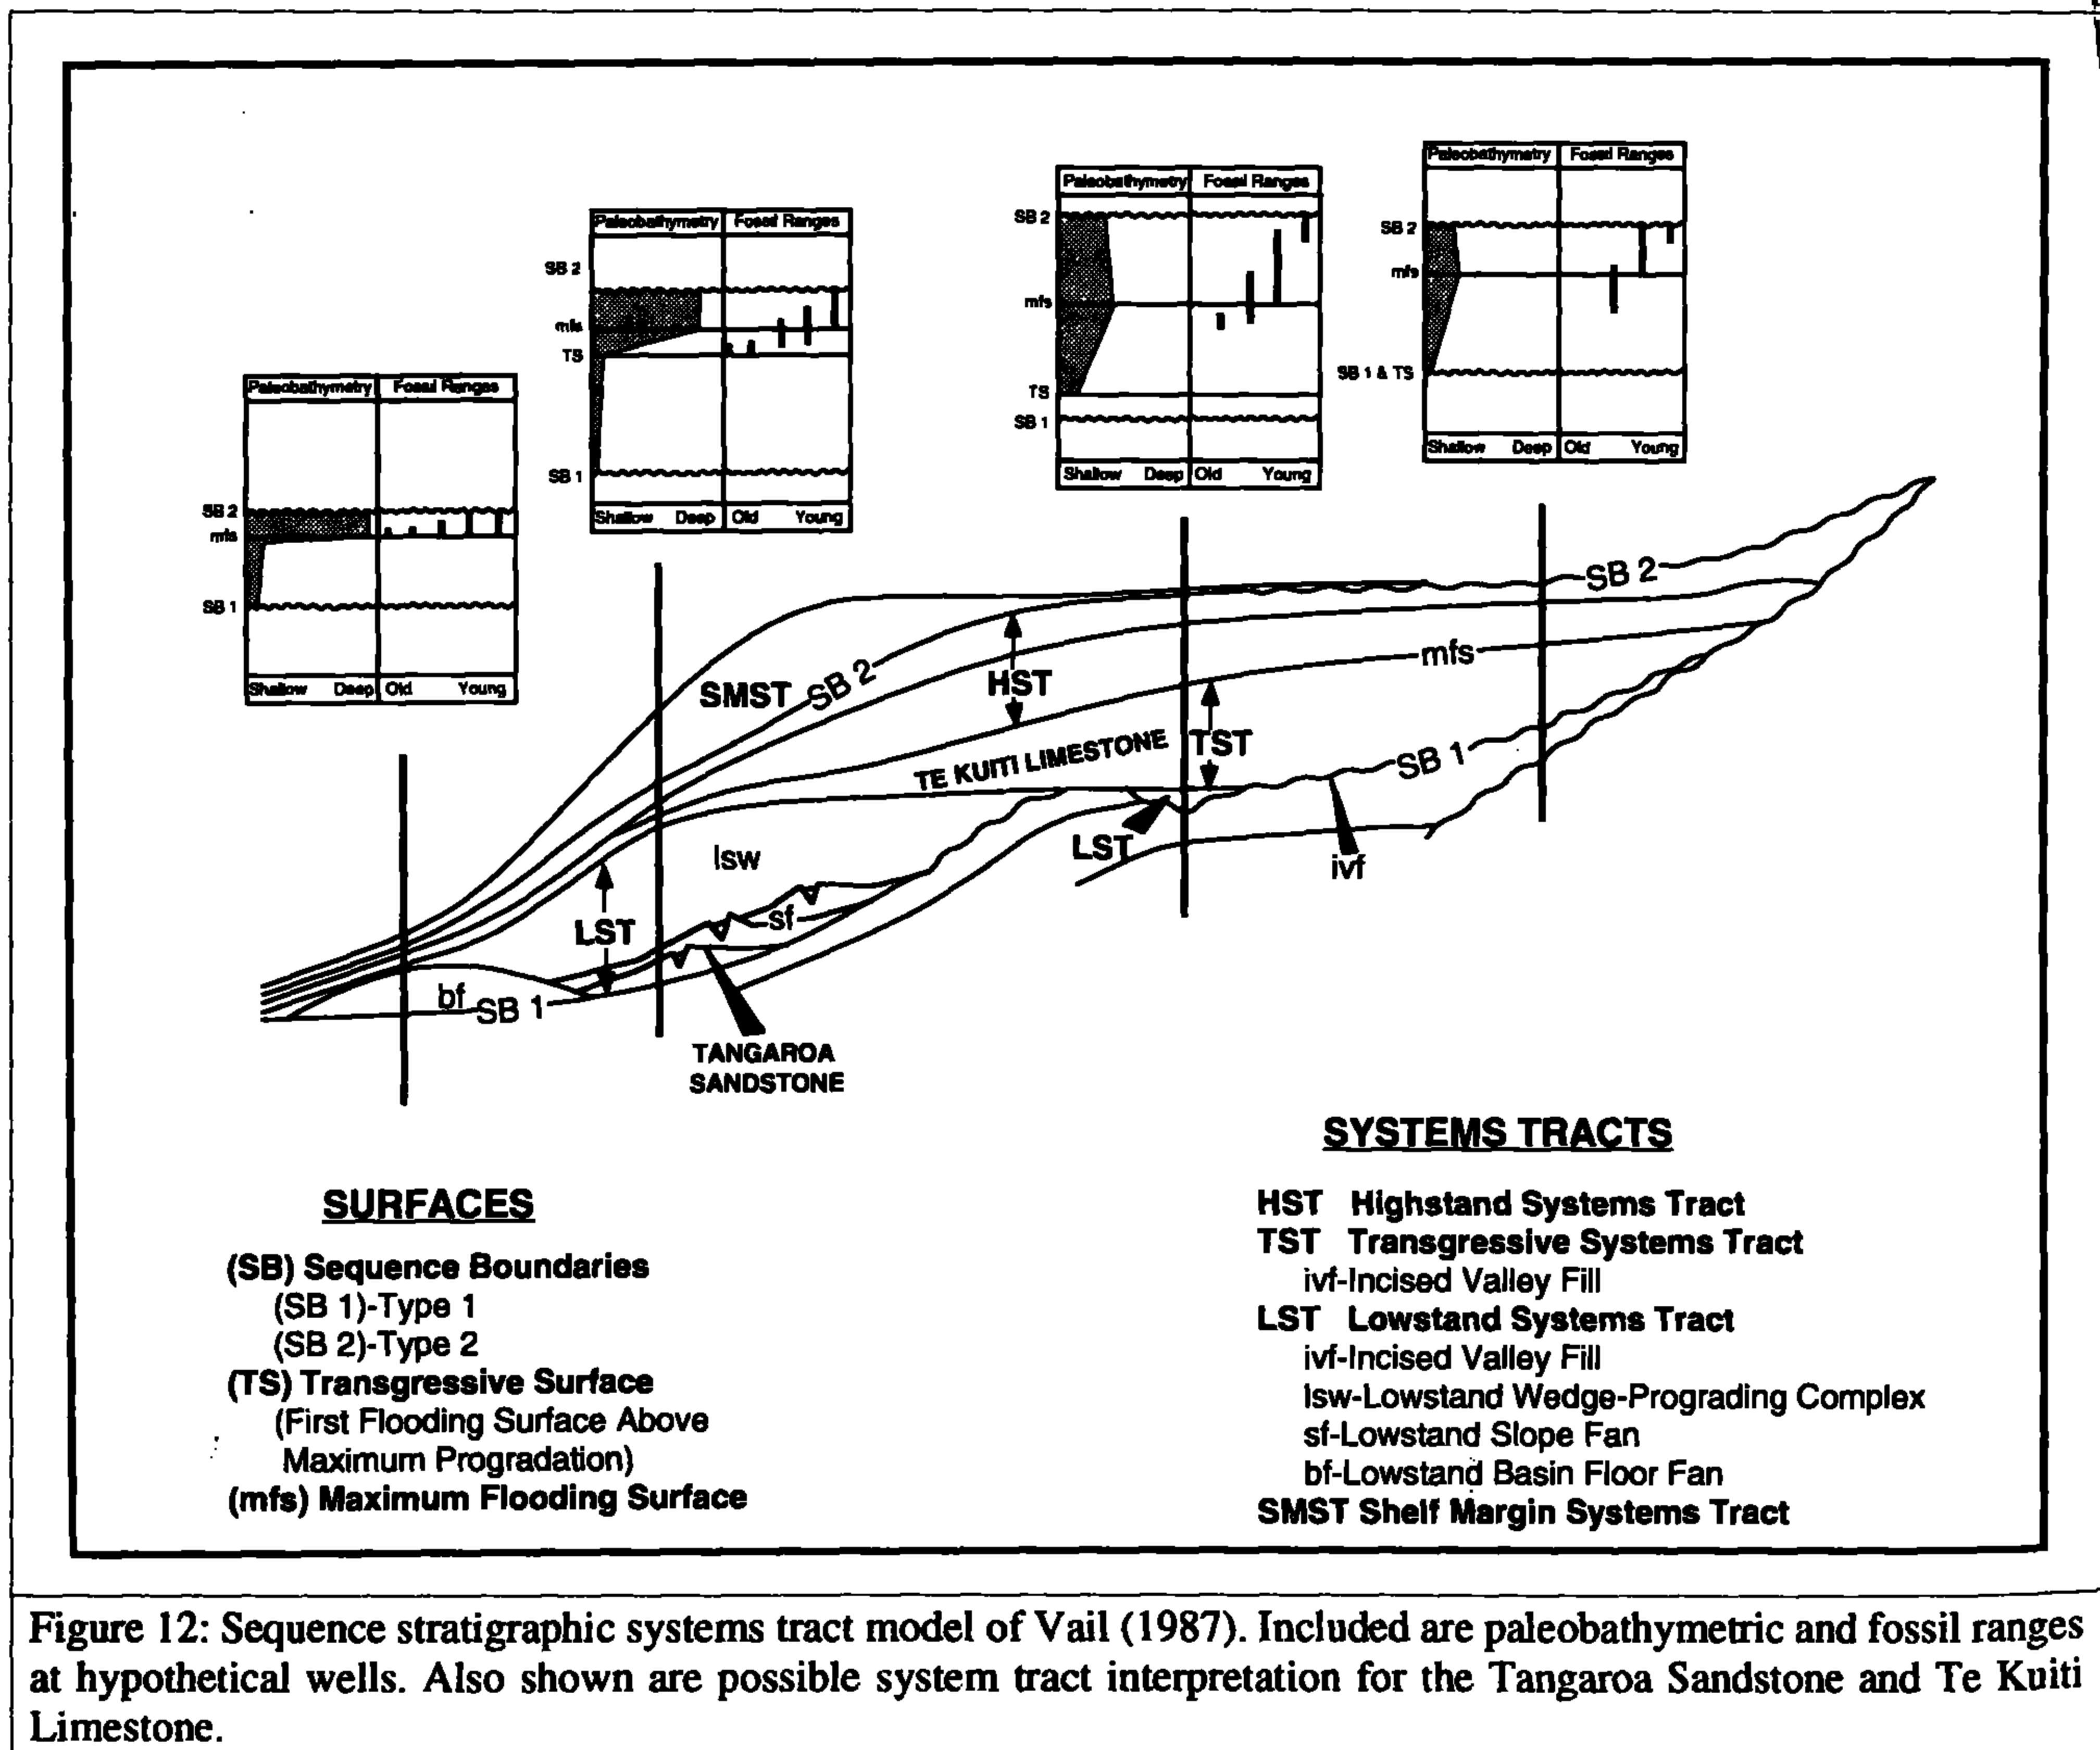 Paleobathymetry Fossil Ranges
SB 2
mfs
SB 1 & TS
Shallow Deep Old Young
Paleobathymetry Fossil Ranges
SB 2
mfs
TS
SB 1
Shallow Deep Old Young
Paleobathymetry Fossil Ranges
SB 2
mfs
TS
SB 1
Shallow Deep Old Young
Paleobathymetry Fossil Ranges
SB 2
mfs
SB 1
Shallow Deep Old Young
SB 2
mfs
SMST SB 2
HST
TE KUITI LIMESTONE
TST
SB 1
LST
ivf
lsw
sf
LST
bf
SB 1
TANGAROA
SANDSTONE
SURFACES
(SB) Sequence Boundaries
(SB 1)-Type 1
(SB 2)-Type 2
(TS) Transgressive Surface
(First Flooding Surface Above
Maximum Progradation)
(mfs) Maximum Flooding Surface
SYSTEMS TRACTS
HST Highstand Systems Tract
TST Transgressive Systems Tract
ivf-Incised Valley Fill
LST Lowstand Systems Tract
ivf-Incised Valley Fill
lsw-Lowstand Wedge-Prograding Complex
sf-Lowstand Slope Fan
bf-Lowstand Basin Floor Fan
SMST Shelf Margin Systems Tract
Figure 12: Sequence stratigraphic systems tract model of Vail (1987). Included are paleobathymetric and fossil ranges
at hypothetical wells. Also shown are possible system tract interpretation for the Tangaroa Sandstone and Te Kuiti
Limestone.